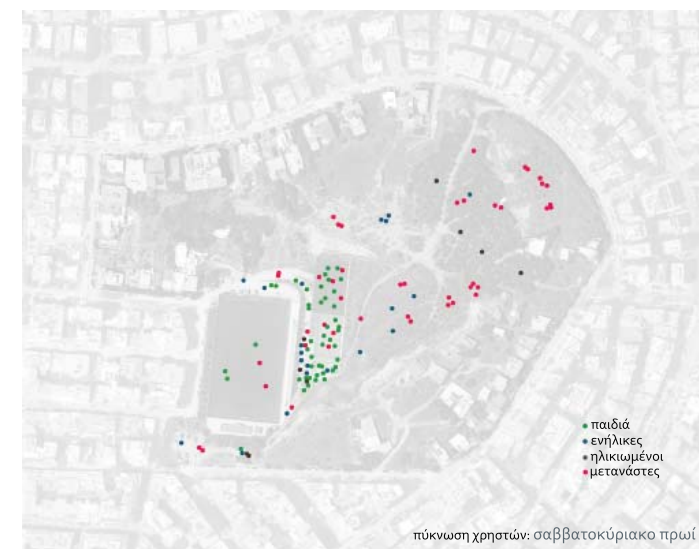 παιδιά
ενήλικες
ηλικιωμένοι
μετανάστες
πύκνωση χρηστών: σαββατοκύριακο πρωί